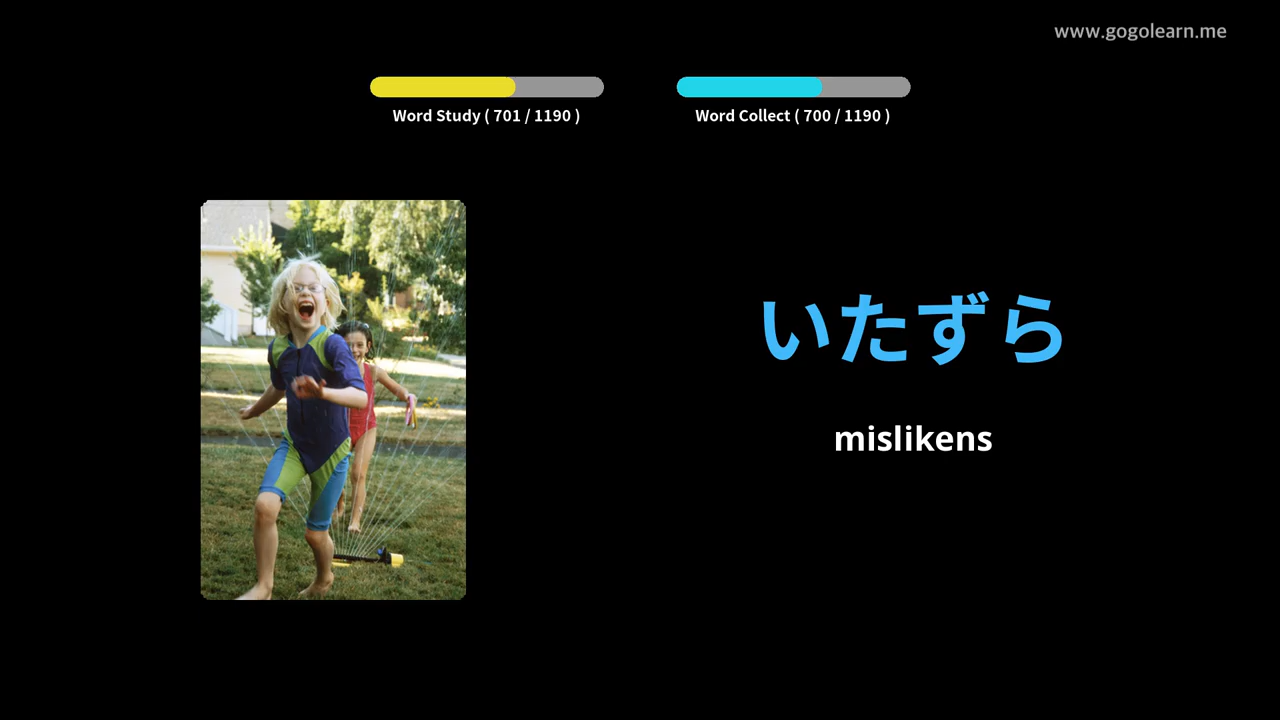 www.gogolearn.me
Word Study ( 701 / 1190 )
Word Collect ( 700 / 1190 )
いたずら
mislikens